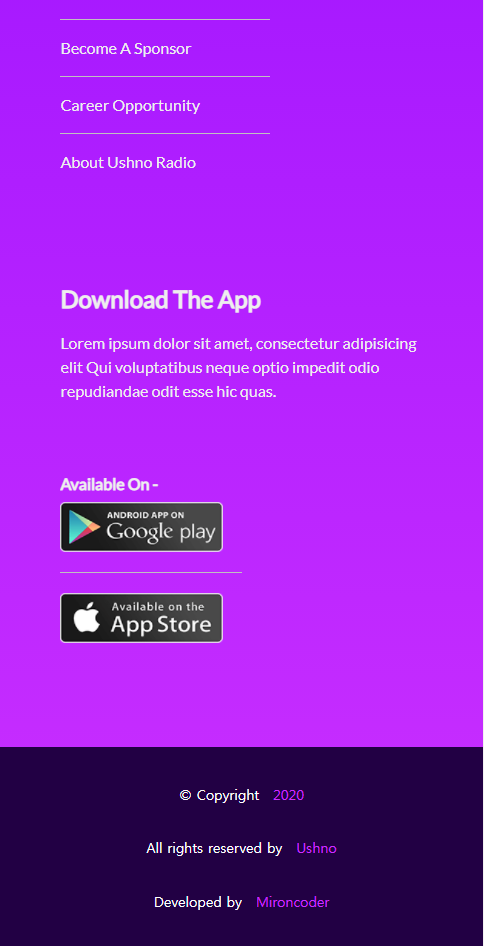 Become A Sponsor
Career Opportunity
About Ushno Radio
Download The App
Lorem ipsum dolor sit amet, consectetur adipisicing
elit Qui voluptatibus neque optio impedit odio
repudiandae odit esse hic quas.
Available On -
ANDROID APP ON
Google play
Available on the
App Store
© Copyright 2020
All rights reserved by Ushno
Developed by Mironcoder